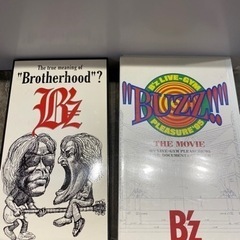 The true meaning of
"Brotherhood"?
B'z
B'z LIVE-GYM
"BUZZ!!"
PLEASURE'95
THE MOVIE
B'z